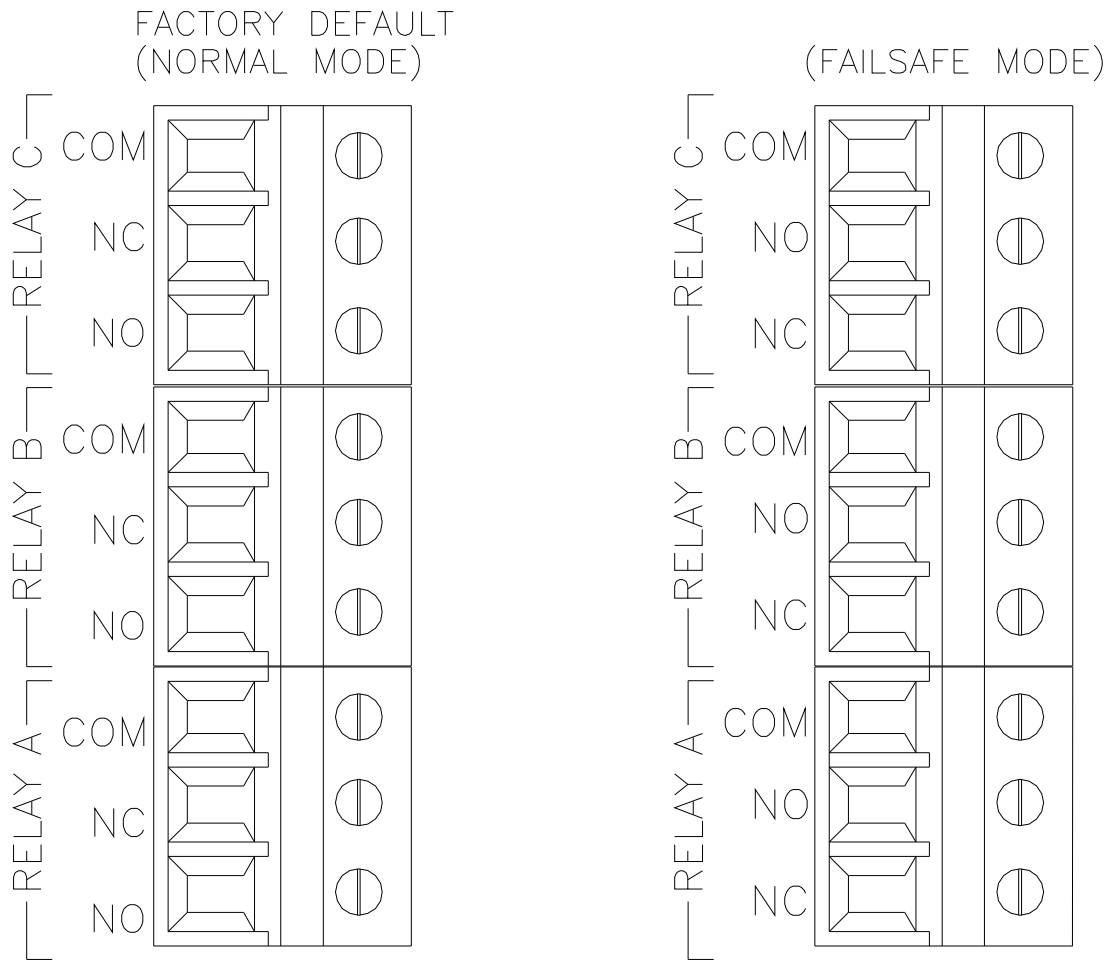 FACTORY DEFAULT
(NORMAL MODE)
RELAY C
COM
NC
NO
RELAY B
COM
NC
NO
RELAY A
COM
NC
NO
(FAILSAFE MODE)
RELAY C
COM
NO
NC
RELAY B
COM
NO
NC
RELAY A
COM
NO
NC